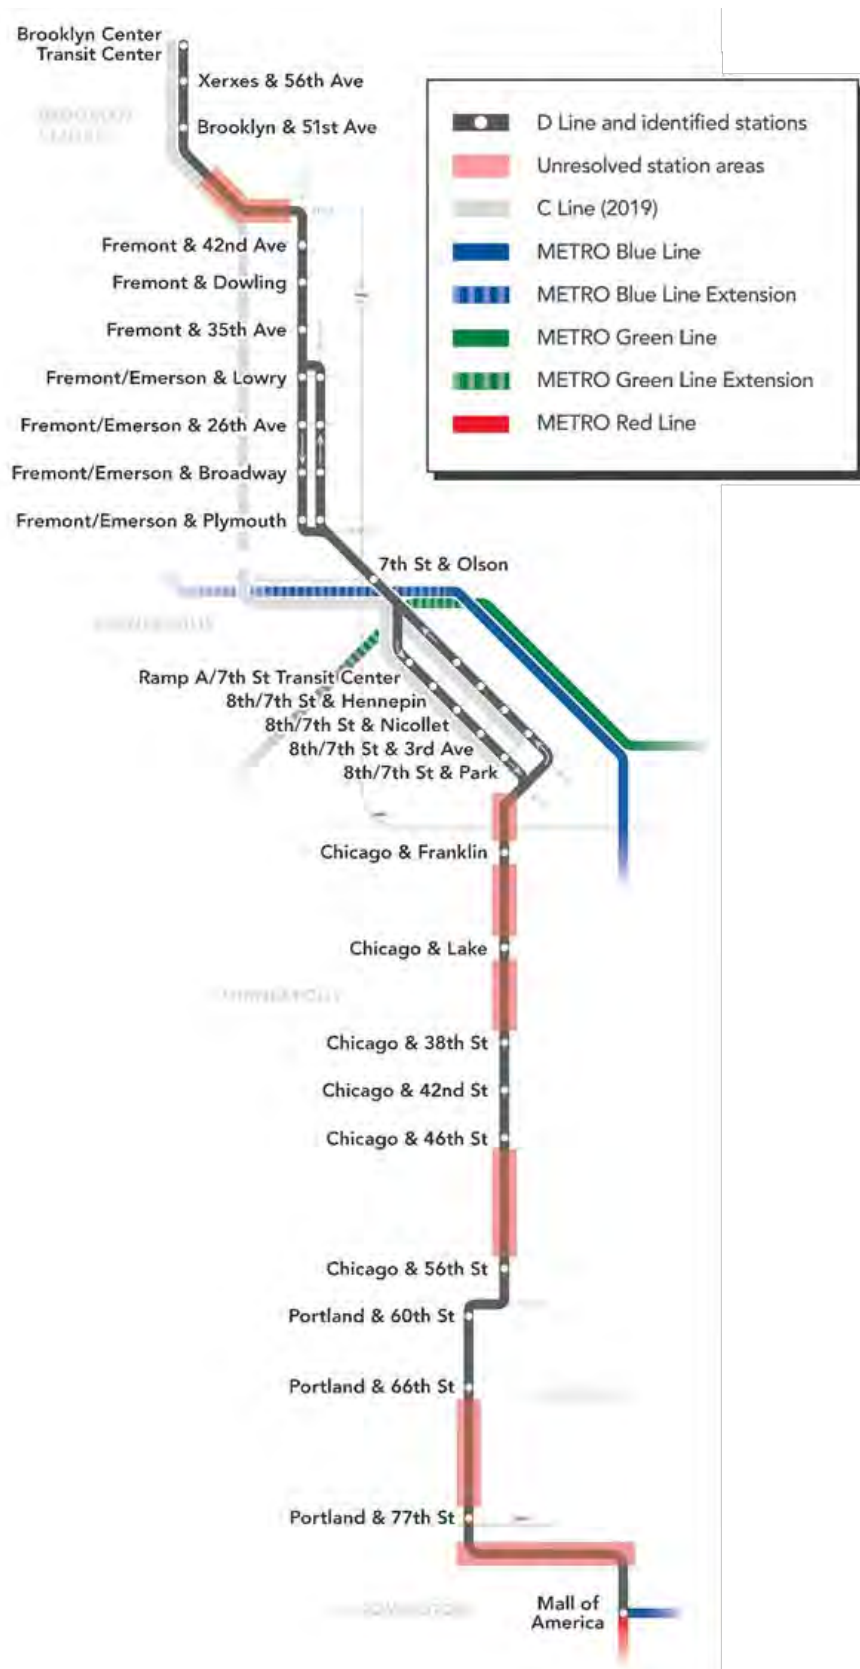 Brooklyn Center
Transit Center
Xerxes & 56th Ave
Brooklyn & 51st Ave
D Line and identified stations
Unresolved station areas
C Line (2019)
METRO Blue Line
METRO Blue Line Extension
METRO Green Line
METRO Green Line Extension
METRO Red Line
Fremont & 42nd Ave
Fremont & Dowling
Fremont & 35th Ave
Fremont/Emerson & Lowry
Fremont/Emerson & 26th Ave
Fremont/Emerson & Broadway
Fremont/Emerson & Plymouth
7th St & Olson
Ramp A/7th St Transit Center
8th/7th St & Hennepin
8th/7th St & Nicollet
8th/7th St & 3rd Ave
8th/7th St & Park
Chicago & Franklin
Chicago & Lake
Chicago & 38th St
Chicago & 42nd St
Chicago & 46th St
Chicago & 56th St
Portland & 60th St
Portland & 66th St
Portland & 77th St
Mall of
America